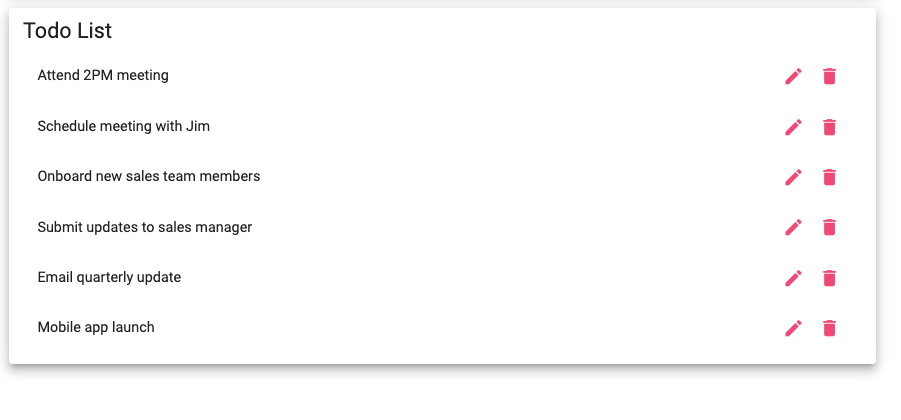 Todo List
Attend 2PM meeting
Schedule meeting with Jim
Onboard new sales team members
Submit updates to sales manager
Email quarterly update
Mobile app launch